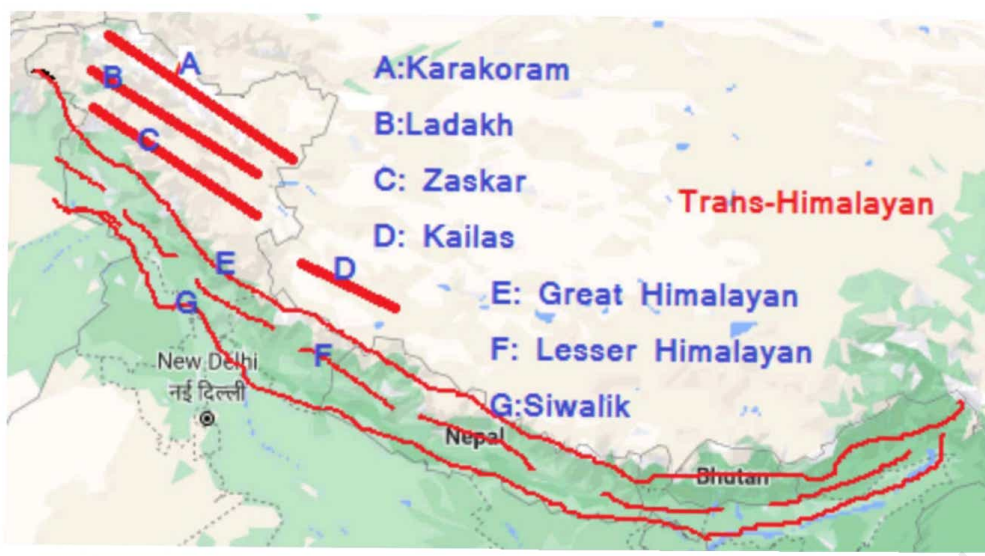 A
A:Karakoram
B
B:Ladakh
C
C: Zaskar
Trans-Himalayan
D: Kailas
E
D
E: Great Himalayan
G
F
F: Lesser Himalayan
New Delhi
नई दिल्ली
G:Siwalik
Nepal
Bhutan